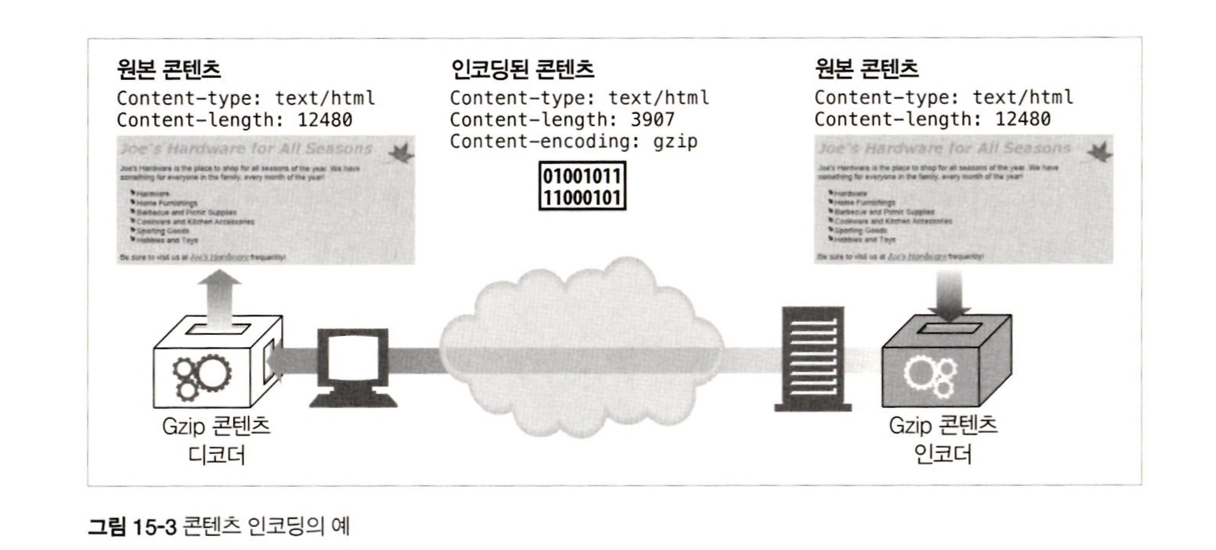 원본 콘텐츠
Content-type: text/html
Content-length: 12480
Joe's Hardware for All Seasons
Joe's Hardware is the place to shop for all seasons of the year. We have
something for everyone in the family, every month of the year!
Hardware
Home Furnishings
Barbecue and Picnic Supplies
Cookware and Kitchen Accessories
Sporting Goods
Hobbies and Toys
Be sure to visit us at Joe's Hardware frequently!
인코딩된 콘텐츠
Content-type: text/html
Content-length: 3907
Content-encoding: gzip
01001011
11000101
원본 콘텐츠
Content-type: text/html
Content-length: 12480
Joe's Hardware for All Seasons
Joe's Hardware is the place to shop for all seasons of the year. We have
something for everyone in the family, every month of the year!
Hardware
Home Furnishings
Barbecue and Picnic Supplies
Cookware and Kitchen Accessories
Sporting Goods
Hobbies and Toys
Be sure to visit us at Joe's Hardware frequently!
Gzip 콘텐츠
디코더
Gzip 콘텐츠
인코더
그림 15-3 콘텐츠 인코딩의 예